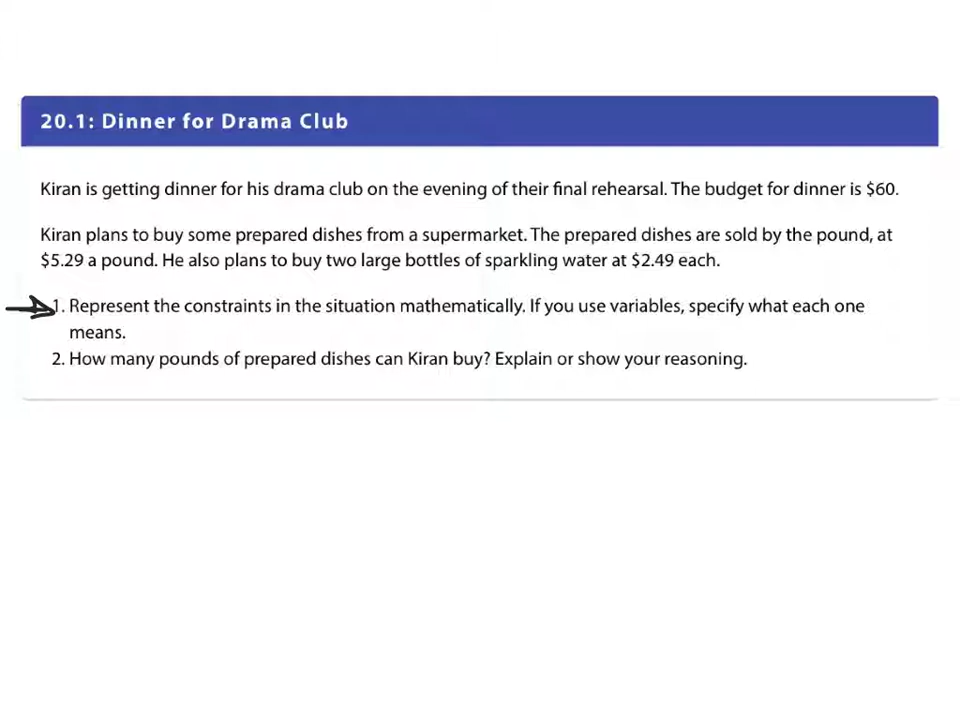 20.1: Dinner for Drama Club
Kiran is getting dinner for his drama club on the evening of their final rehearsal. The budget for dinner is $60.
Kiran plans to buy some prepared dishes from a supermarket. The prepared dishes are sold by the pound, at
$5.29 a pound. He also plans to buy two large bottles of sparkling water at $2.49 each.
1. Represent the constraints in the situation mathematically. If you use variables, specify what each one
means.
2. How many pounds of prepared dishes can Kiran buy? Explain or show your reasoning.